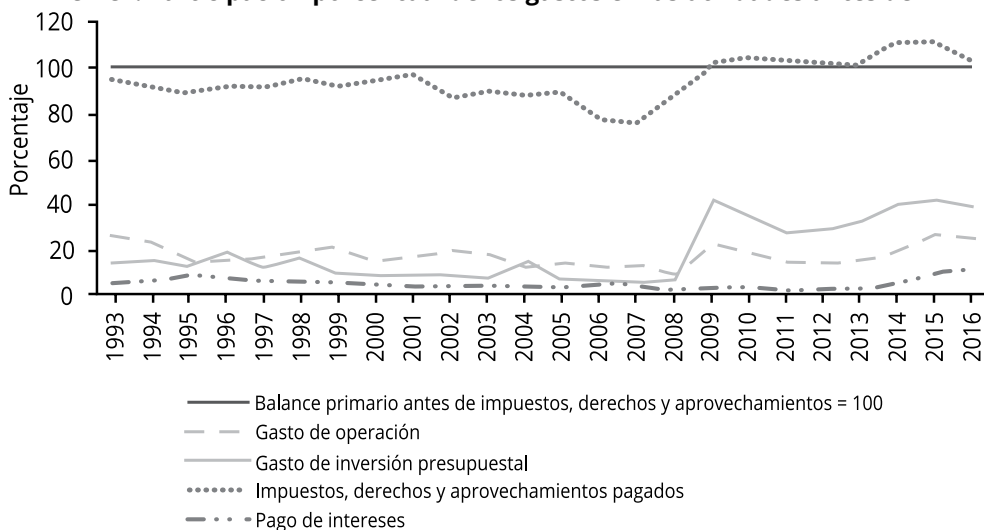 120
100
80
60
40
20
0
Porcentaje
1993 1994 1995 1996 1997 1998 1999 2000 2001 2002 2003 2004 2005 2006 2007 2008 2009 2010 2011 2012 2013 2014 2015 2016
Balance primario antes de impuestos, derechos y aprovechamientos = 100
Gasto de operación
Gasto de inversión presupuestal
Impuestos, derechos y aprovechamientos pagados
Pago de intereses